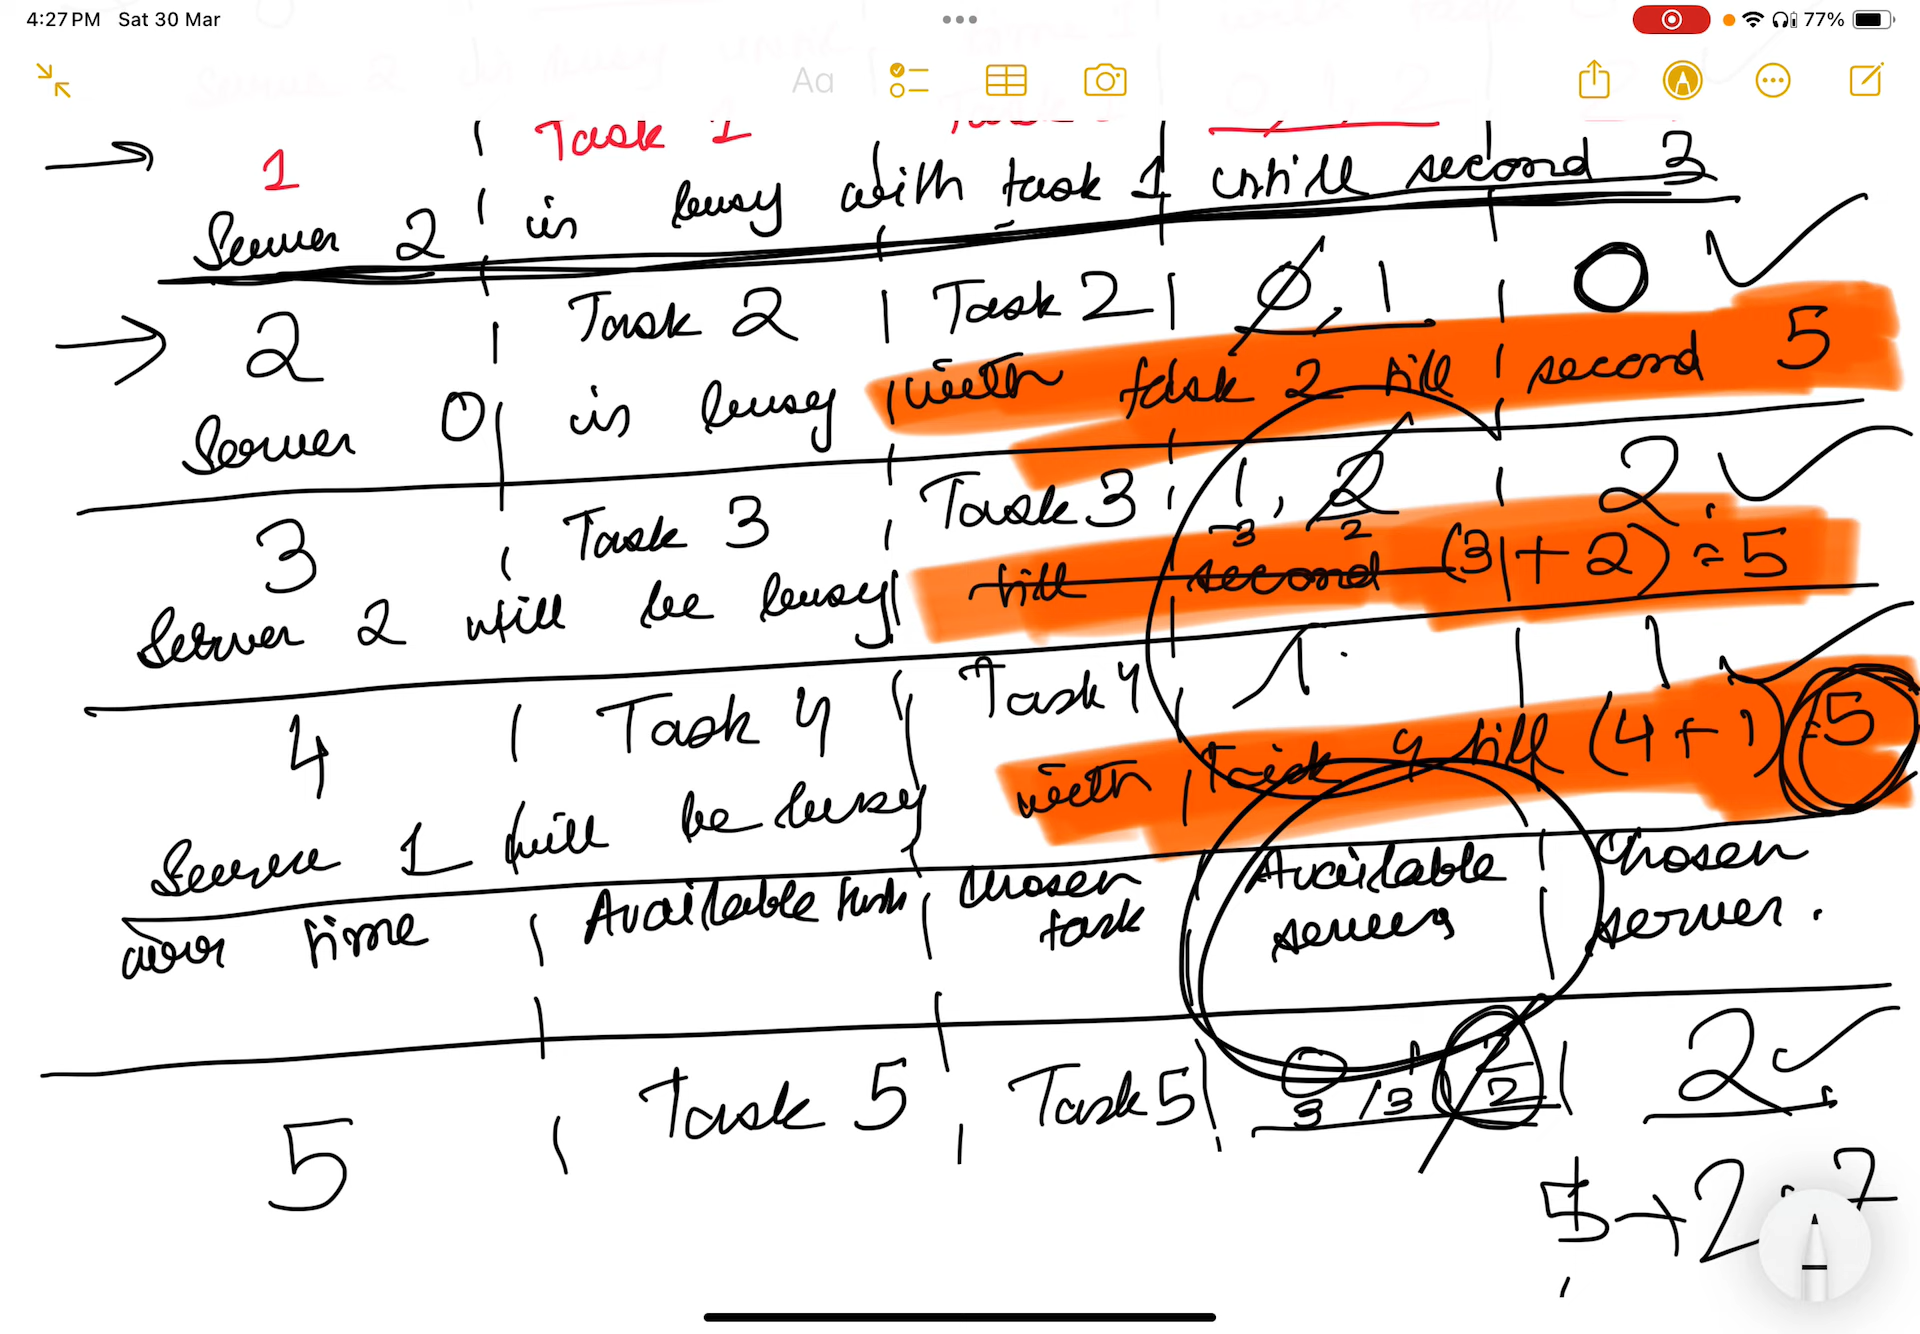 4:27 PM Sat 30 Mar
77%
Aa
1 Task 1
Server 2 is busy with task 1 untill second 3
2 Task 2 Task 2 0, 1 0
Server 0 is busy with task 2 till second 5
3 Task 3 Task 3 1, 2 2
3 2
Server 2 will be busy till second (3+2) = 5
4 Task 4 Task 4 1 1
Server 1 will be busy with task 4 till (4+1) = 5
time Available task chosen task Available servers chosen server.
5 Task 5 Task 5 2
3 3 2
5+2 = 7